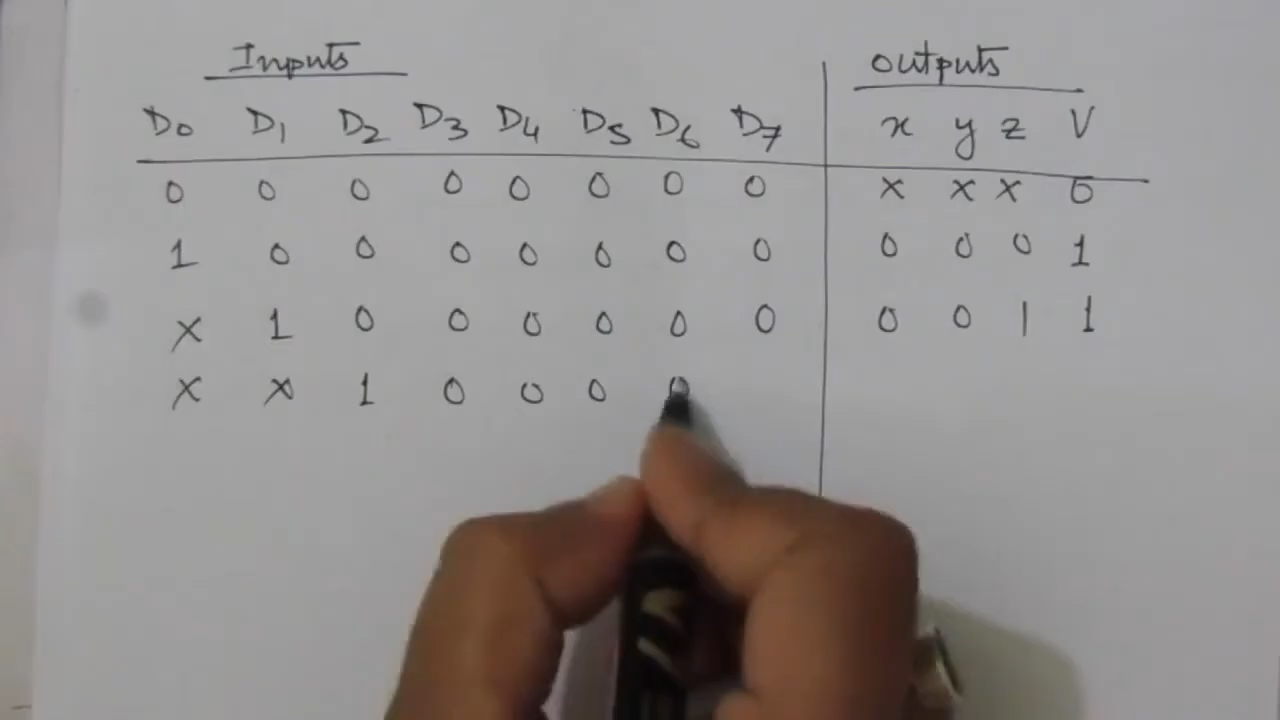 Inputs outputs
D0 D1 D2 D3 D4 D5 D6 D7 x y z V
0 0 0 0 0 0 0 0 x x x 0
1 0 0 0 0 0 0 0 0 0 0 1
x 1 0 0 0 0 0 0 0 0 1 1
x x 1 0 0 0 0